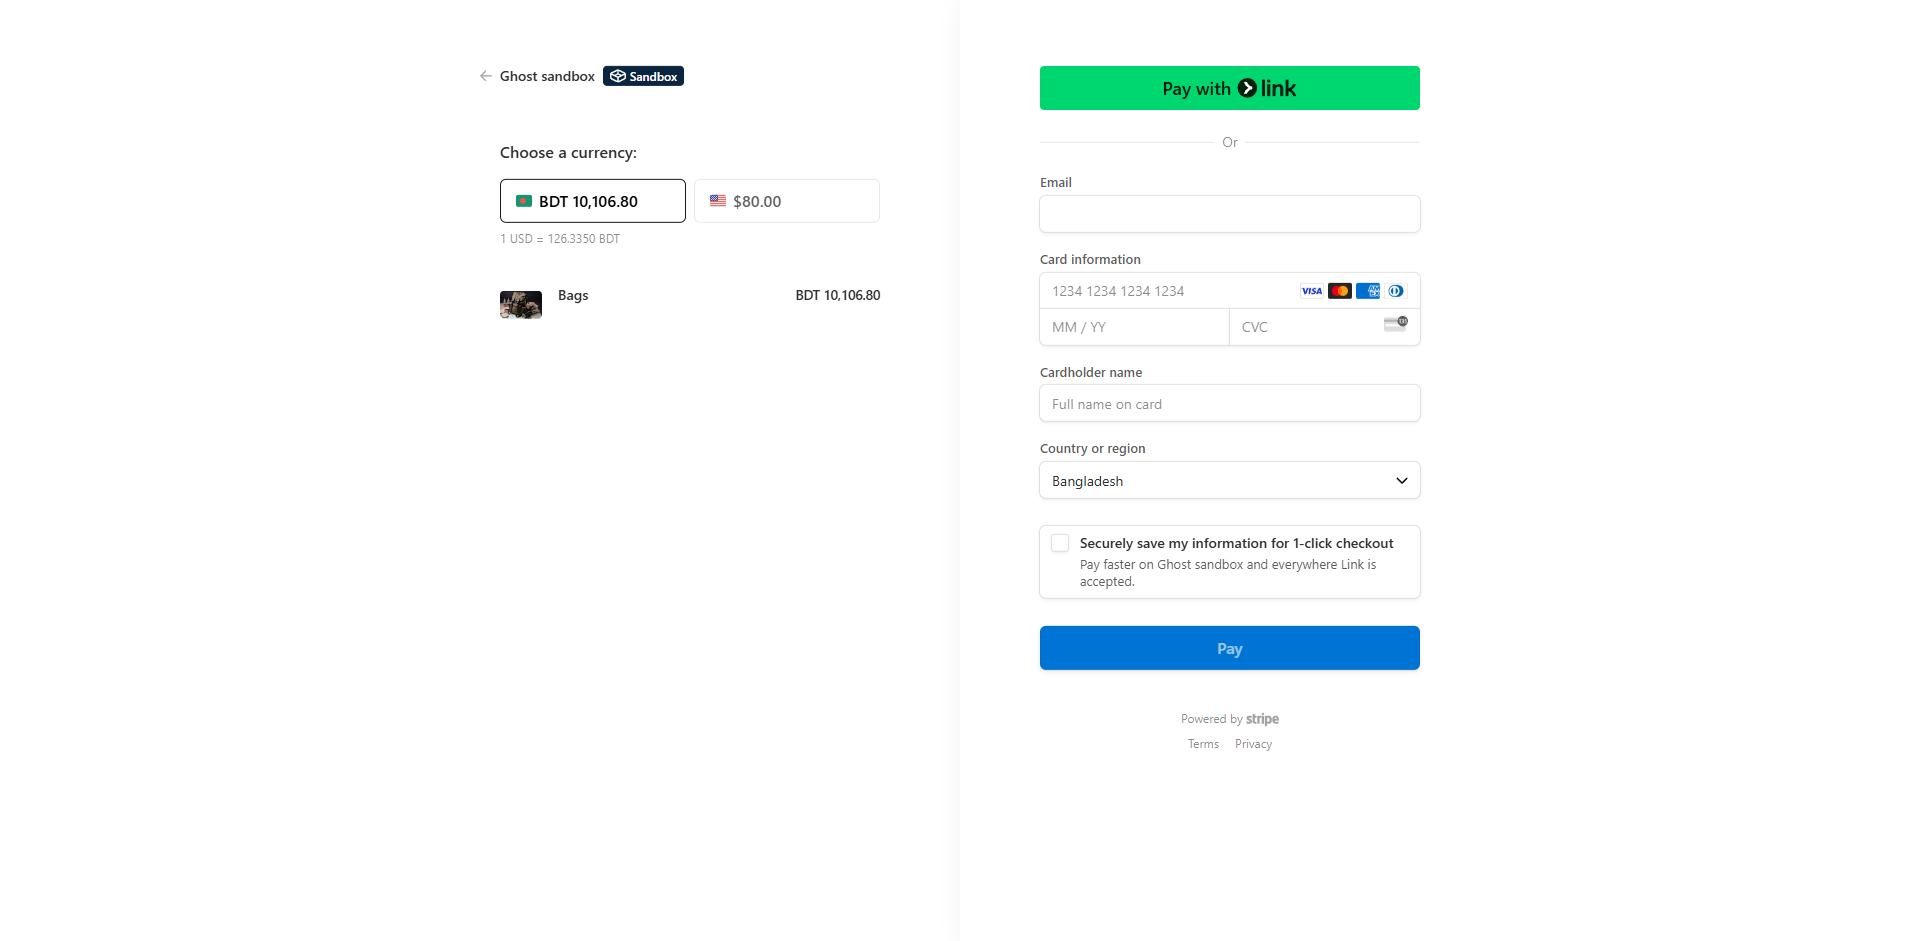 Ghost sandbox Sandbox
Choose a currency:
BDT 10,106.80 $80.00
1 USD = 126.3350 BDT
Bags BDT 10,106.80
Pay with link
Or
Email
Card information
1234 1234 1234 1234 VISA
MM / YY CVC
Cardholder name
Full name on card
Country or region
Bangladesh
Securely save my information for 1-click checkout
Pay faster on Ghost sandbox and everywhere Link is
accepted.
Pay
Powered by stripe
Terms Privacy